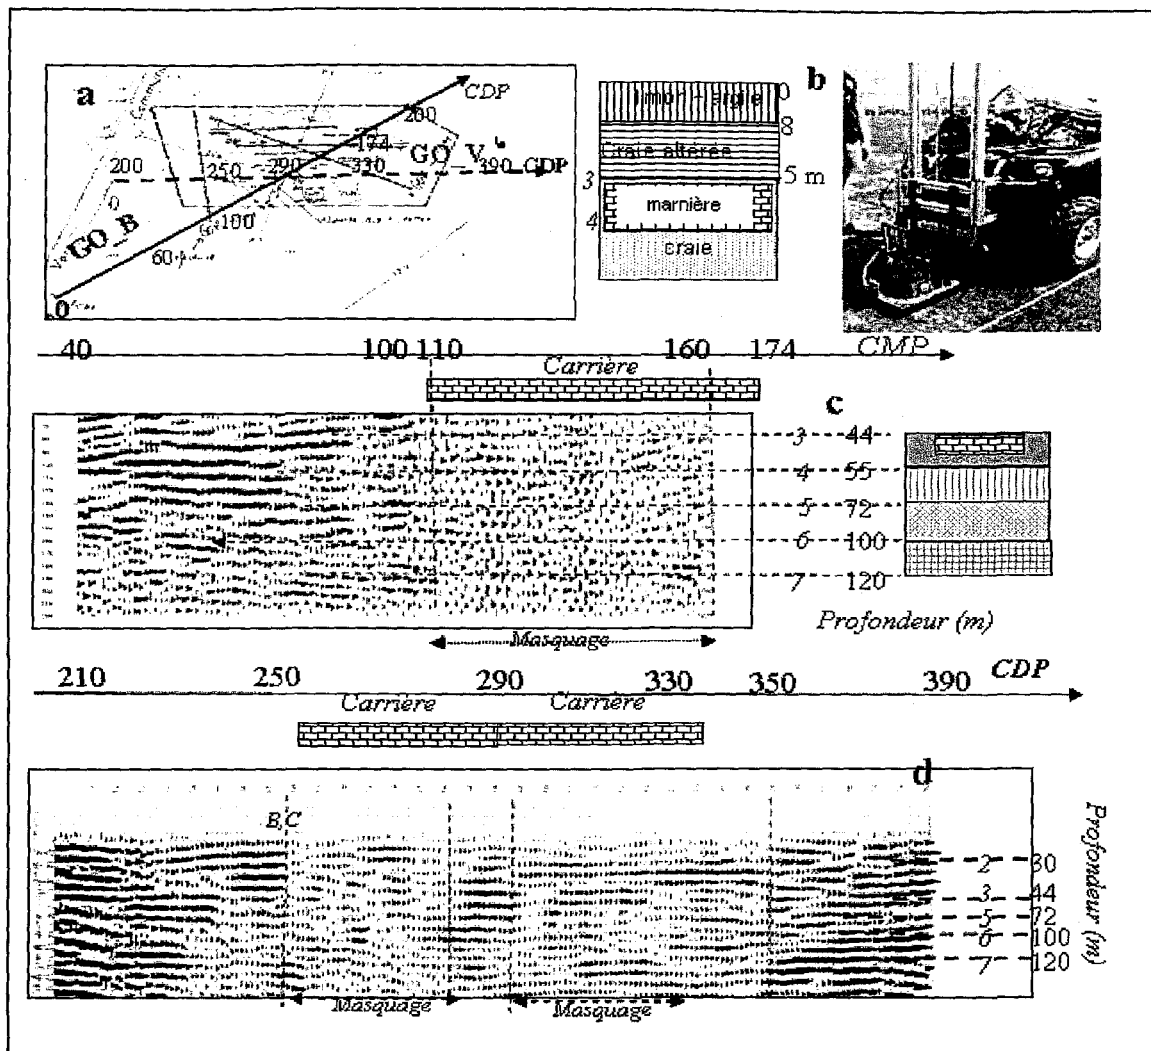 a
CDP
200
174
200 250 290 330 GO_V 390 CDP
0
100
GO_B
60
0
0
8
Craie altérée
3 5 m
marnière
4
craie
b
40 100 110 160 174 CMP
Carrière
c
3 44
4 55
5 72
6 100
7 120
Profondeur (m)
Masquage
210 250 290 330 350 390 CDP
Carrière Carrière
d
B,C
2 30
3 44
5 72
6 100
7 120
Profondeur (m)
Masquage Masquage